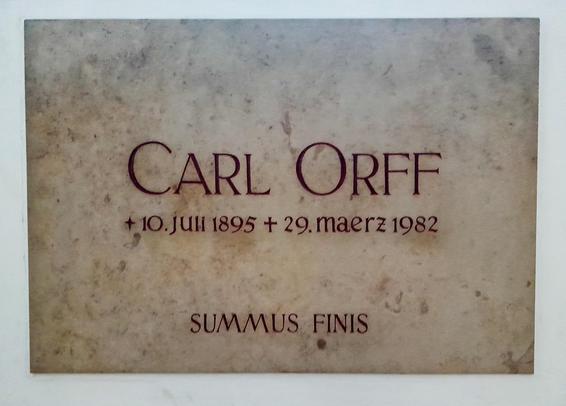 CARL ORFF
✦ 10. Juli 1895 ✝ 29. maerz 1982
SUMMUS FINIS